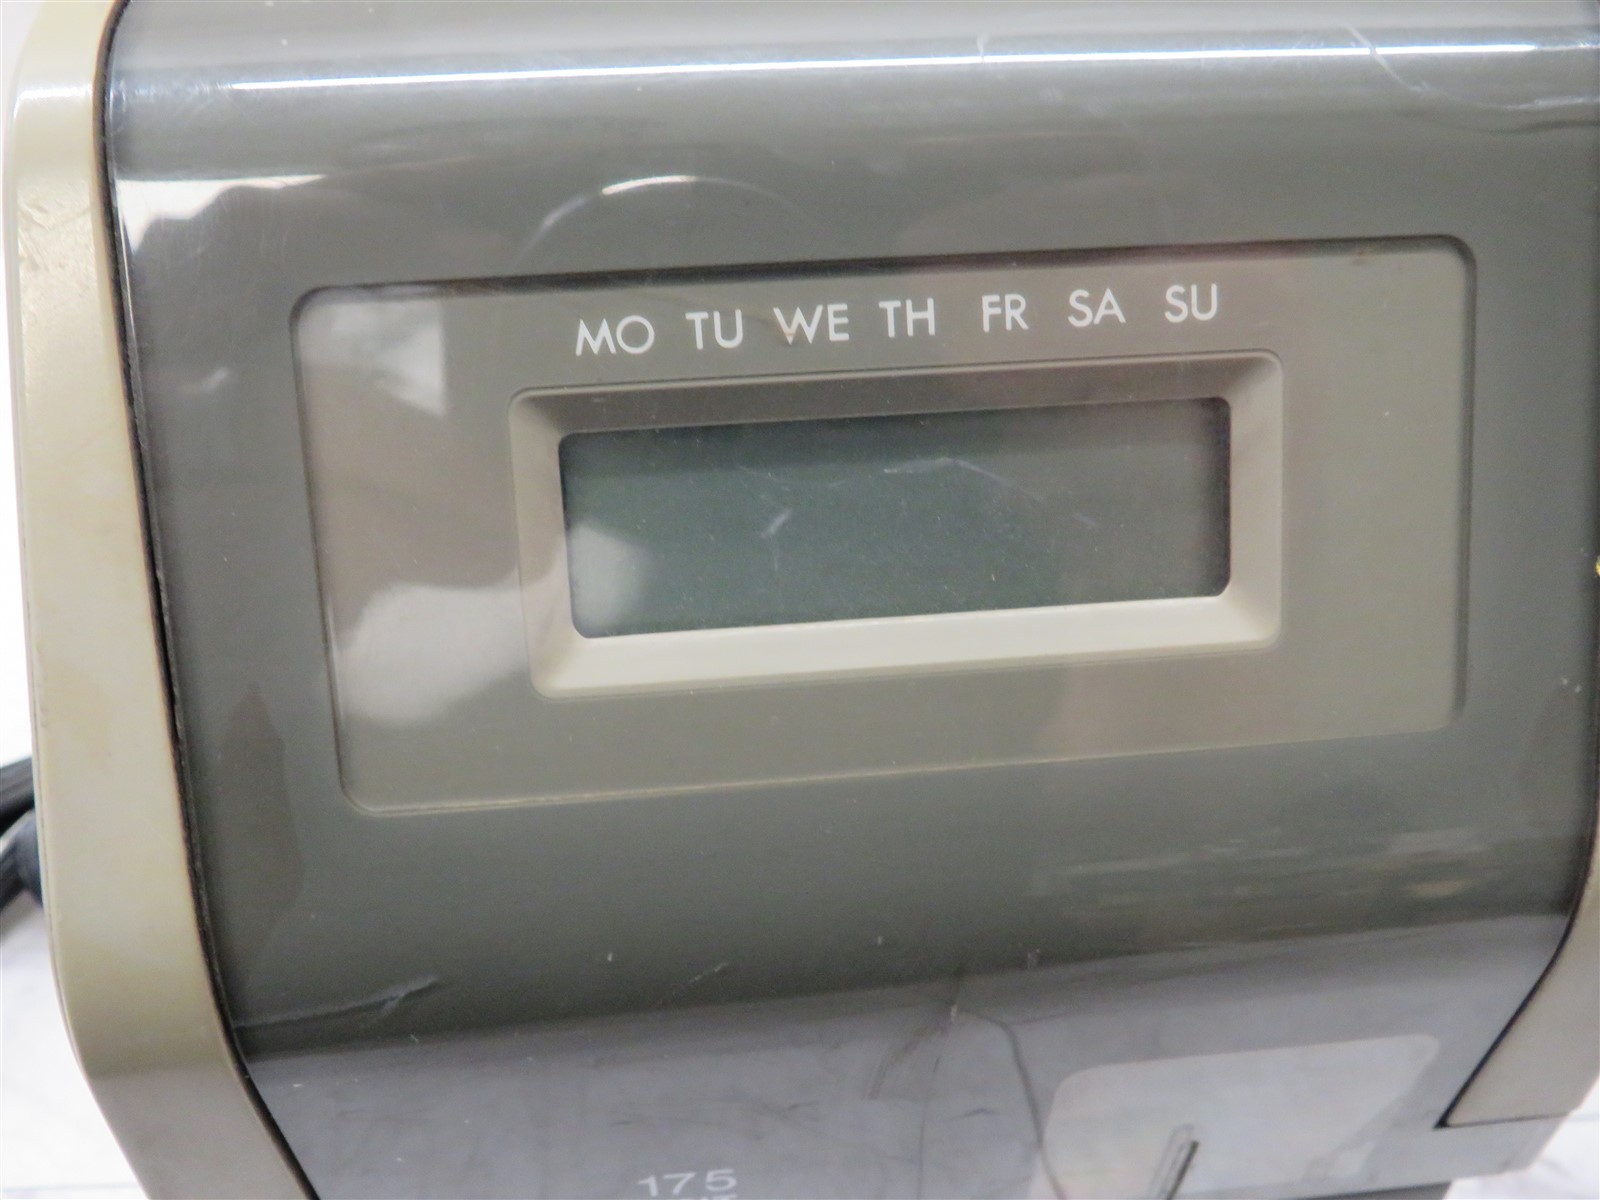 MO TU WE TH FR SA SU
175